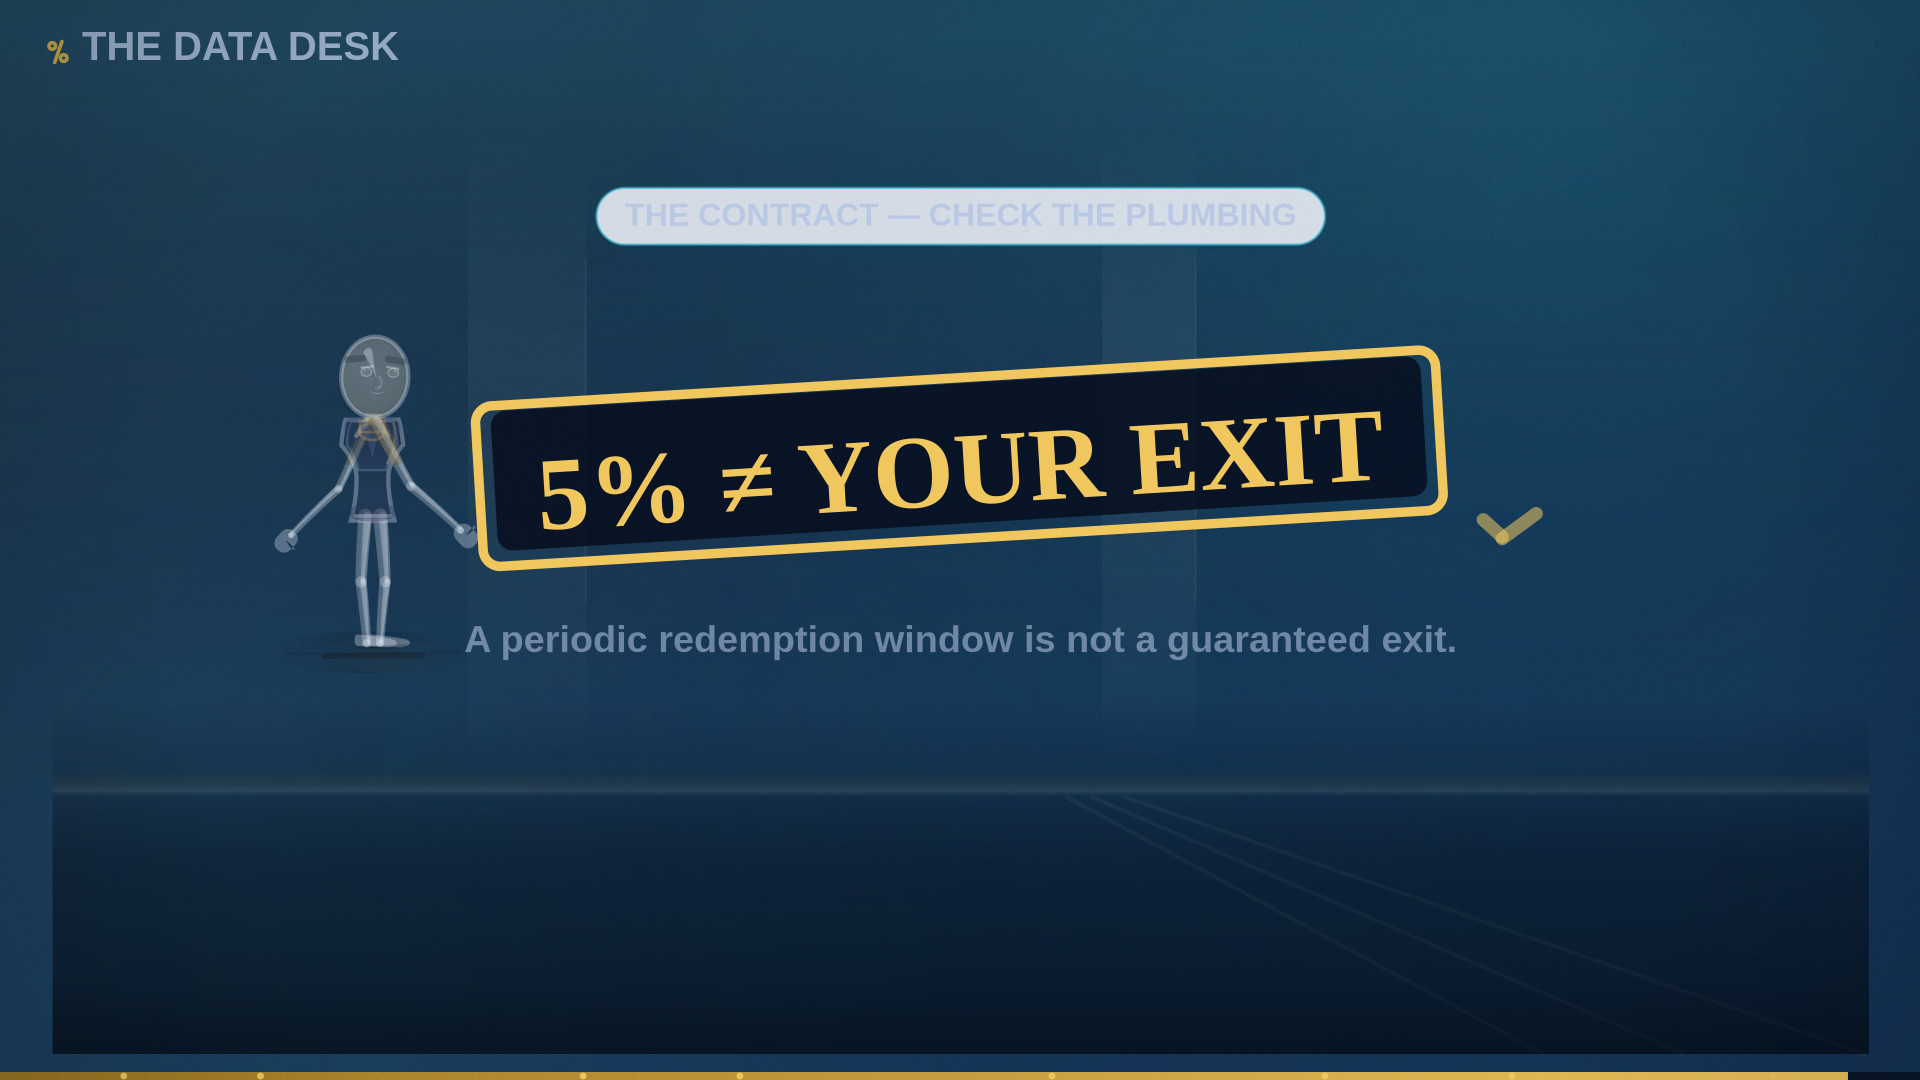 % THE DATA DESK
THE CONTRACT — CHECK THE PLUMBING
5% ≠ YOUR EXIT
A periodic redemption window is not a guaranteed exit.